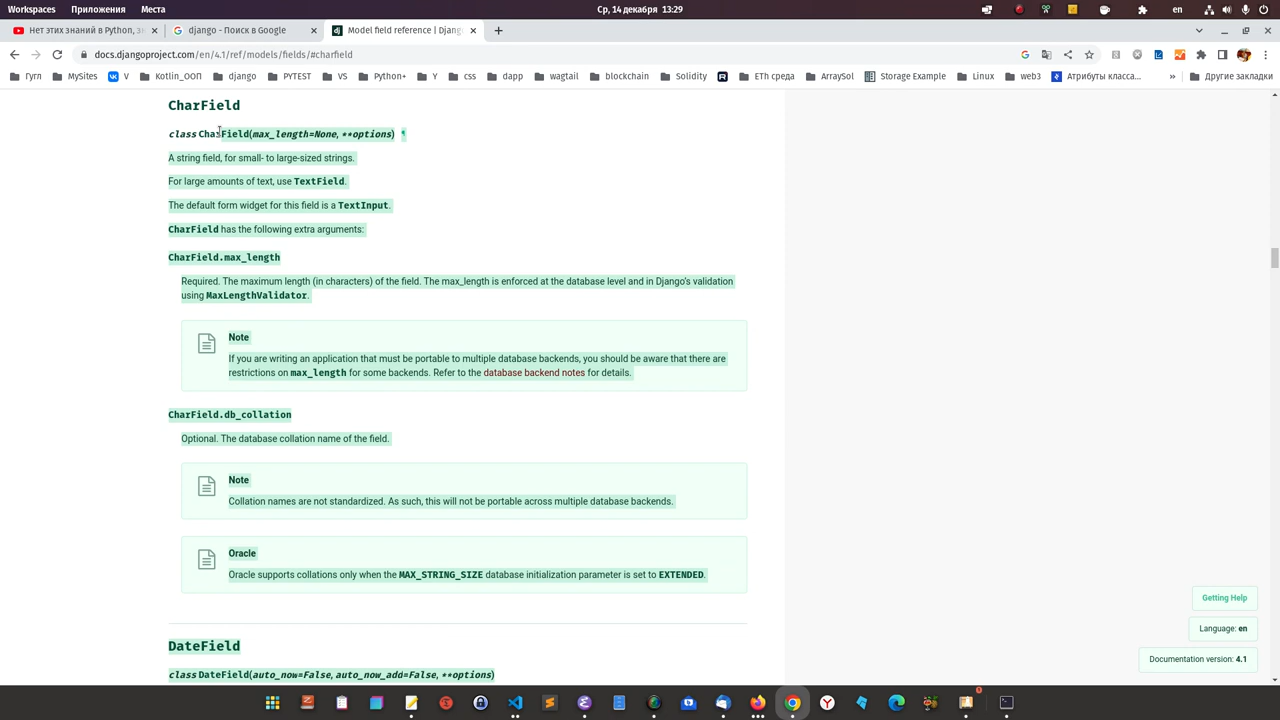 Workspaces Приложения Места Ср, 14 декабря 13:29 en
Нет этих знаний в Python, з django - Поиск в Google Model field reference | Djang
docs.djangoproject.com/en/4.1/ref/models/fields/#charfield
Гугл MySites V Kotlin_ООП django PYTEST VS Python+ Y css dapp wagtail blockchain Solidity ETh среда ArraySol Storage Example Linux web3 Атрибуты класса... » Другие закладки
CharField
class CharField(max_length=None, **options) ¶
A string field, for small- to large-sized strings.
For large amounts of text, use TextField.
The default form widget for this field is a TextInput.
CharField has the following extra arguments:
CharField.max_length
Required. The maximum length (in characters) of the field. The max_length is enforced at the database level and in Django's validation
using MaxLengthValidator.
Note
If you are writing an application that must be portable to multiple database backends, you should be aware that there are
restrictions on max_length for some backends. Refer to the database backend notes for details.
CharField.db_collation
Optional. The database collation name of the field.
Note
Collation names are not standardized. As such, this will not be portable across multiple database backends.
Oracle
Oracle supports collations only when the MAX_STRING_SIZE database initialization parameter is set to EXTENDED.
DateField
class DateField(auto_now=False, auto_now_add=False, **options)
Getting Help
Language: en
Documentation version: 4.1